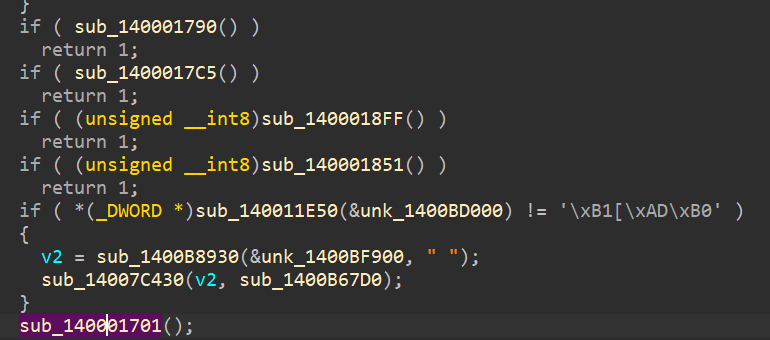 }
if ( sub_140001790() )
return 1;
if ( sub_1400017C5() )
return 1;
if ( (unsigned __int8)sub_1400018FF() )
return 1;
if ( (unsigned __int8)sub_140001851() )
return 1;
if ( *(_DWORD *)sub_140011E50(&unk_1400BD000) != '\xB1[\xAD\xB0' )
{
v2 = sub_1400B8930(&unk_1400BF900, " ");
sub_14007C430(v2, sub_1400B67D0);
}
sub_140001701();